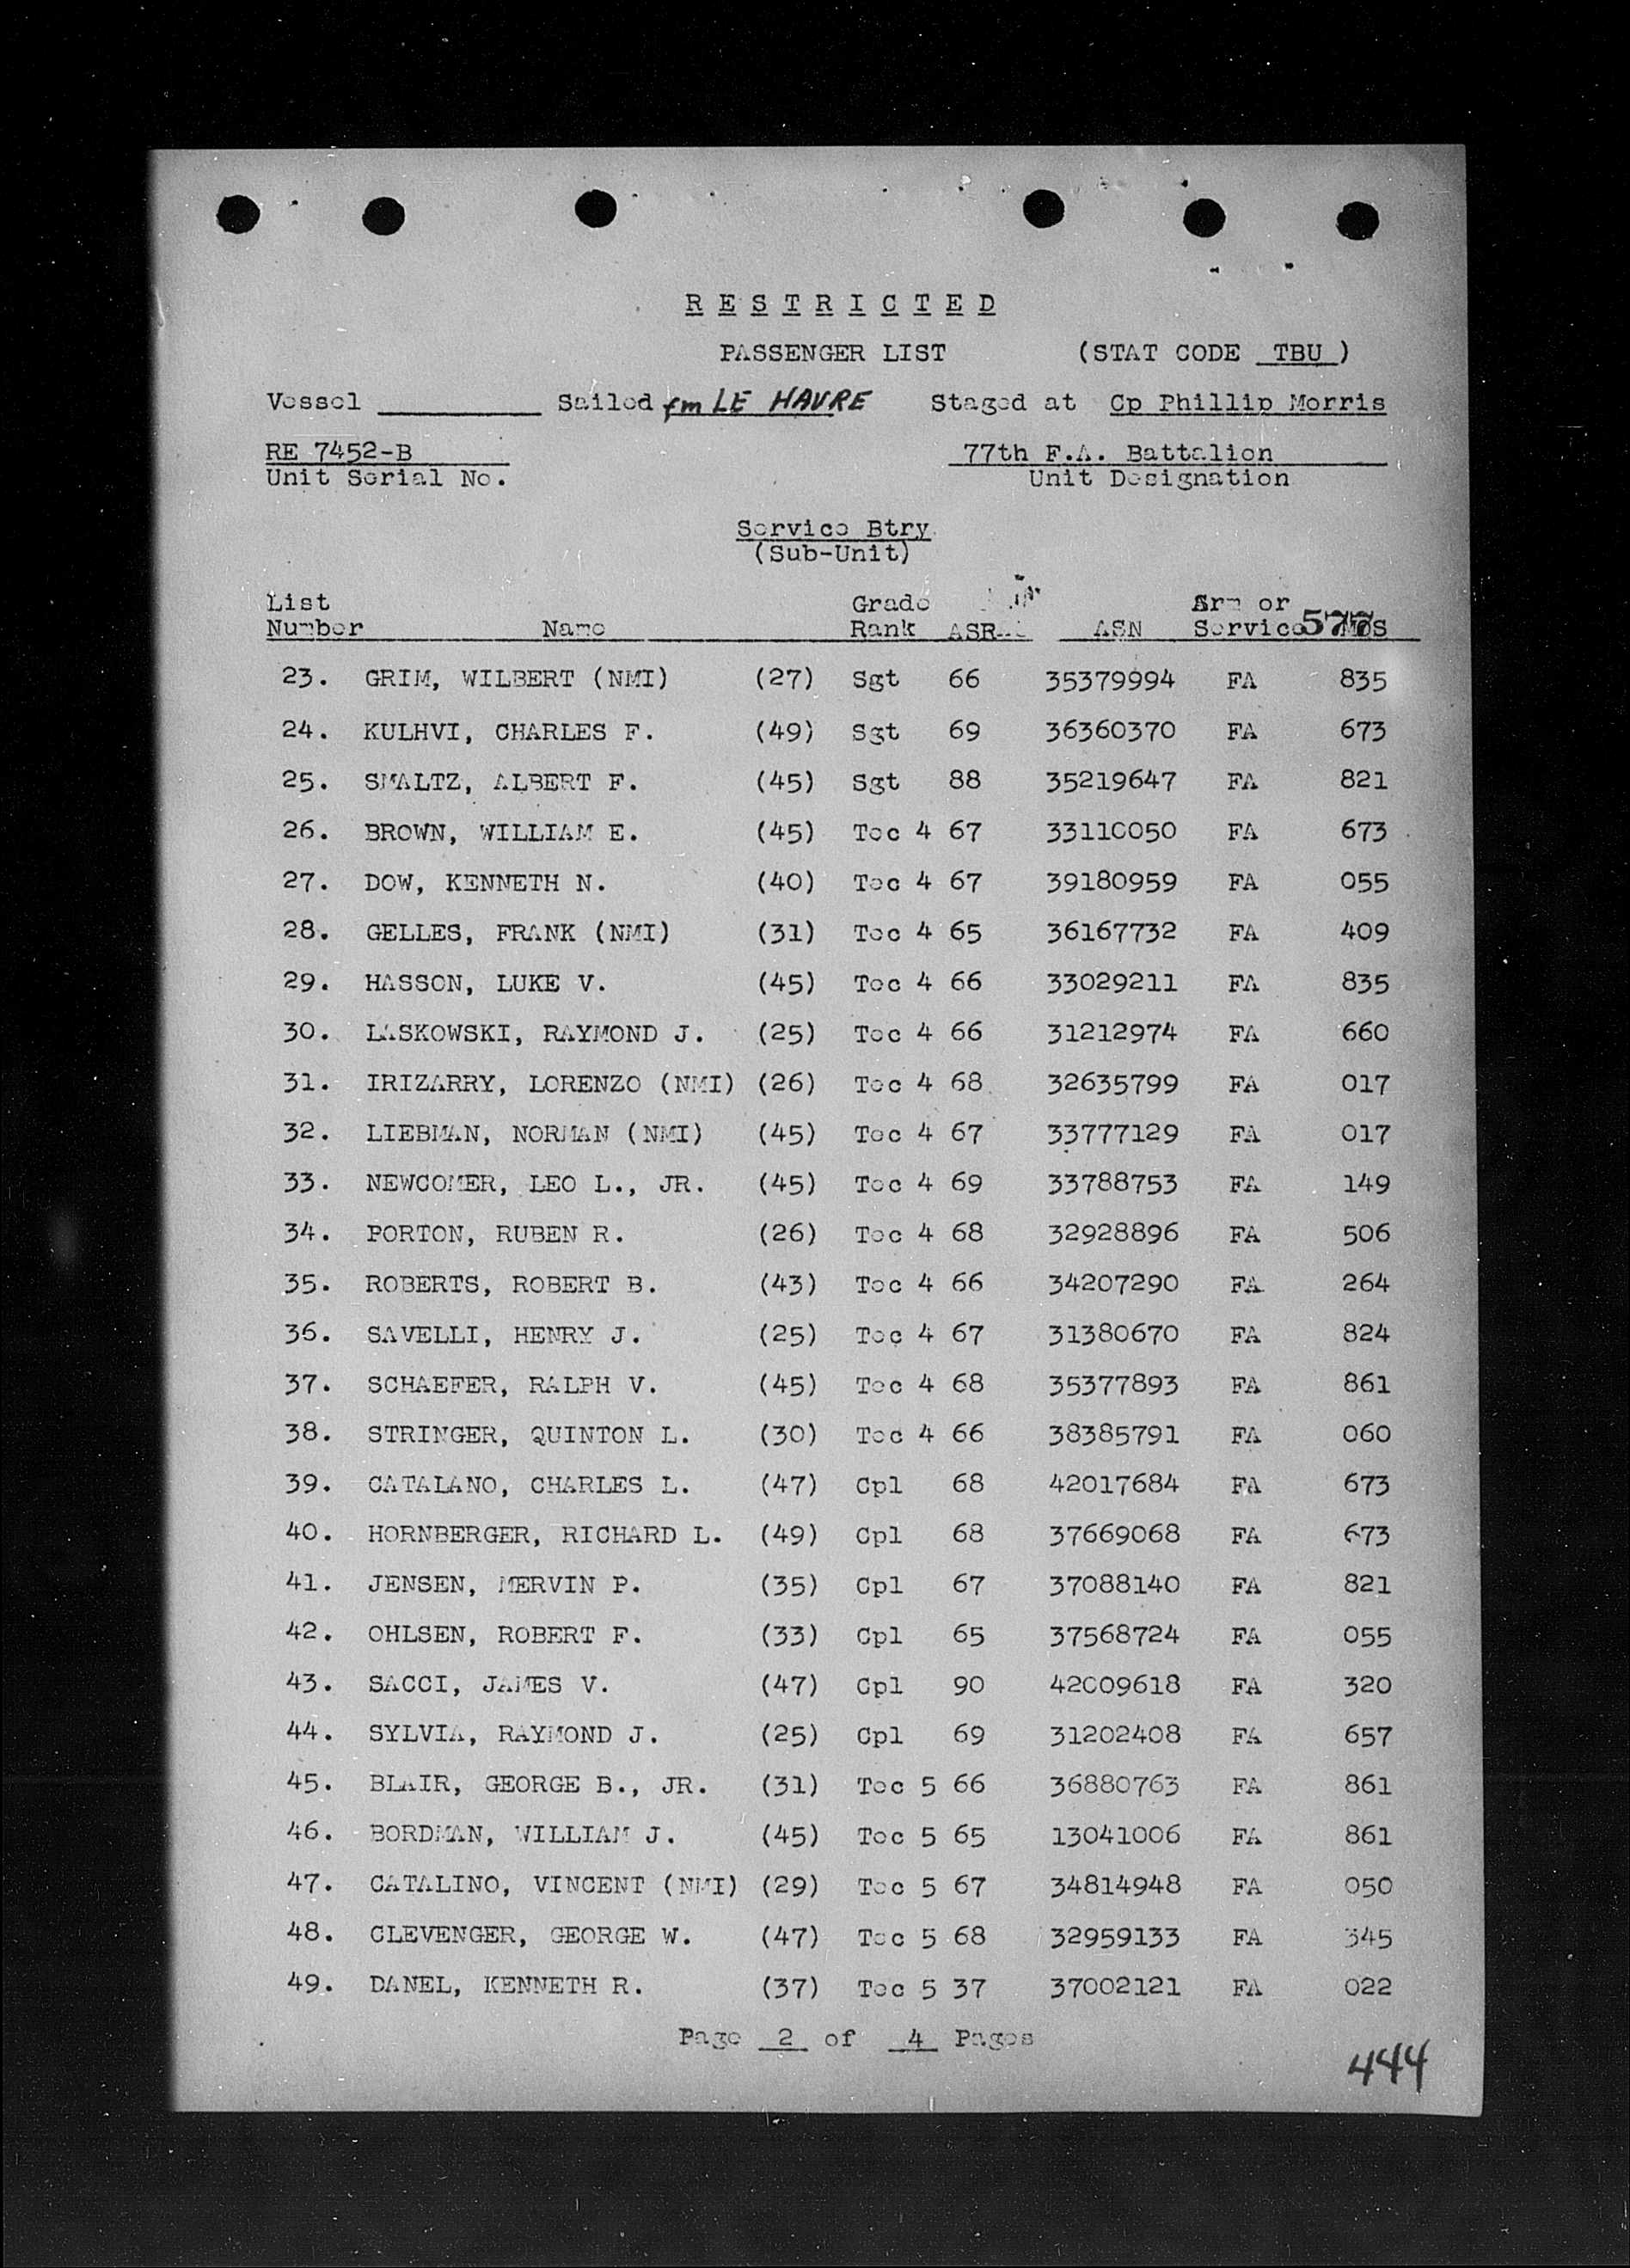 RESTRICTED
PASSENGER LIST (STAT CODE TBU )
Vessel ________ Sailed fm LE HAVRE Staged at Cp Phillip Morris
RE 7452-B 77th F.A. Battalion
Unit Serial No. Unit Designation
Service Btry
(Sub-Unit)
List Grade Arm or
Number Name Rank ASR ASN Service 577 MOS
23. GRIM, WILBERT (NMI) (27) Sgt 66 35379994 FA 835
24. KULHVI, CHARLES F. (49) Sgt 69 36360370 FA 673
25. SMALTZ, ALBERT F. (45) Sgt 88 35219647 FA 821
26. BROWN, WILLIAM E. (45) Tec 4 67 33110050 FA 673
27. DOW, KENNETH N. (40) Tec 4 67 39180959 FA 055
28. GELLES, FRANK (NMI) (31) Tec 4 65 36167732 FA 409
29. HASSON, LUKE V. (45) Tec 4 66 33029211 FA 835
30. LASKOWSKI, RAYMOND J. (25) Tec 4 66 31212974 FA 660
31. IRIZARRY, LORENZO (NMI) (26) Tec 4 68 32635799 FA 017
32. LIEBMAN, NORMAN (NMI) (45) Tec 4 67 33777129 FA 017
33. NEWCOMER, LEO L., JR. (45) Tec 4 69 33788753 FA 149
34. PORTON, RUBEN R. (26) Tec 4 68 32928896 FA 506
35. ROBERTS, ROBERT B. (43) Tec 4 66 34207290 FA 264
36. SAVELLI, HENRY J. (25) Tec 4 67 31380670 FA 824
37. SCHAEFER, RALPH V. (45) Tec 4 68 35377893 FA 861
38. STRINGER, QUINTON L. (30) Tec 4 66 38385791 FA 060
39. CATALANO, CHARLES L. (47) Cpl 68 42017684 FA 673
40. HORNBERGER, RICHARD L. (49) Cpl 68 37669068 FA 673
41. JENSEN, MERVIN P. (35) Cpl 67 37088140 FA 821
42. OHLSEN, ROBERT F. (33) Cpl 65 37568724 FA 055
43. SACCI, JAMES V. (47) Cpl 90 42009618 FA 320
44. SYLVIA, RAYMOND J. (25) Cpl 69 31202408 FA 657
45. BLAIR, GEORGE B., JR. (31) Tec 5 66 36880763 FA 861
46. BORDMAN, WILLIAM J. (45) Tec 5 65 13041006 FA 861
47. CATALINO, VINCENT (NMI) (29) Tec 5 67 34814948 FA 050
48. CLEVENGER, GEORGE W. (47) Tec 5 68 32959133 FA 345
49. DANEL, KENNETH R. (37) Tec 5 37 37002121 FA 022
Page 2 of 4 Pages
444